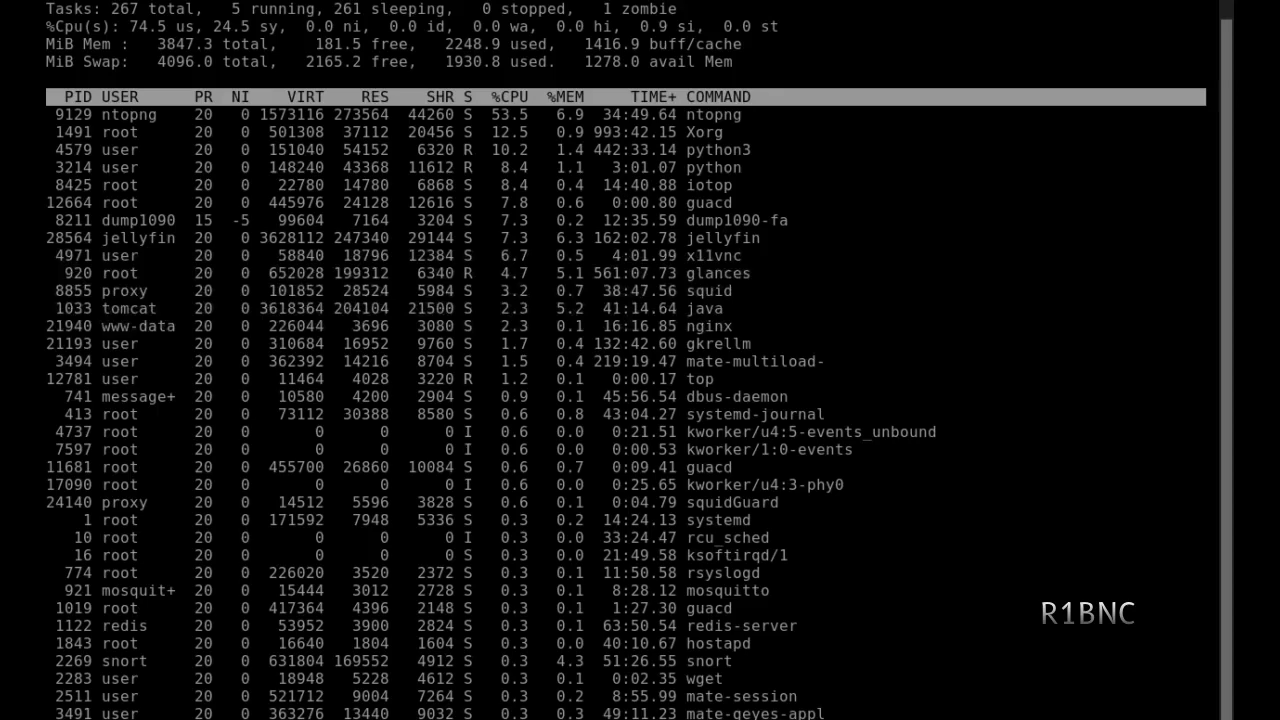 Tasks: 267 total,   5 running, 261 sleeping,   0 stopped,   1 zombie
%Cpu(s): 74.5 us, 24.5 sy,  0.0 ni,  0.0 id,  0.0 wa,  0.0 hi,  0.9 si,  0.0 st
MiB Mem :   3847.3 total,    181.5 free,   2248.9 used,   1416.9 buff/cache
MiB Swap:   4096.0 total,   2165.2 free,   1930.8 used.   1278.0 avail Mem
PID USER      PR  NI    VIRT    RES    SHR S  %CPU  %MEM     TIME+ COMMAND
9129 ntopng    20   0 1573116 273564  44260 S  53.5   6.9  34:49.64 ntopng
1491 root      20   0  501308  37112  20456 S  12.5   0.9 993:42.15 Xorg
4579 user      20   0  151040  54152   6320 R  10.2   1.4 442:33.14 python3
3214 user      20   0  148240  43368  11612 R   8.4   1.1   3:01.07 python
8425 root      20   0   22780  14780   6868 S   8.4   0.4  14:40.88 iotop
12664 root      20   0  445976  24128  12616 S   7.8   0.6   0:00.80 guacd
8211 dump1090  15  -5   99604   7164   3204 S   7.3   0.2  12:35.59 dump1090-fa
28564 jellyfin  20   0 3628112 247340  29144 S   7.3   6.3 162:02.78 jellyfin
4971 user      20   0   58840  18796  12384 S   6.7   0.5   4:01.99 x11vnc
920 root      20   0  652028 199312   6340 R   4.7   5.1 561:07.73 glances
8855 proxy     20   0  101852  28524   5984 S   3.2   0.7  38:47.56 squid
1033 tomcat    20   0 3618364 204104  21500 S   2.3   5.2  41:14.64 java
21940 www-data  20   0  226044   3696   3080 S   2.3   0.1  16:16.85 nginx
21193 user      20   0  310684  16952   9760 S   1.7   0.4 132:42.60 gkrellm
3494 user      20   0  362392  14216   8704 S   1.5   0.4 219:19.47 mate-multiload-
12781 user      20   0   11464   4028   3220 R   1.2   0.1   0:00.17 top
741 message+  20   0   10580   4200   2904 S   0.9   0.1  45:56.54 dbus-daemon
413 root      20   0   73112  30388   8580 S   0.6   0.8  43:04.27 systemd-journal
4737 root      20   0       0      0      0 I   0.6   0.0   0:21.51 kworker/u4:5-events_unbound
7597 root      20   0       0      0      0 I   0.6   0.0   0:00.53 kworker/1:0-events
11681 root      20   0  455700  26860  10084 S   0.6   0.7   0:09.41 guacd
17090 root      20   0       0      0      0 I   0.6   0.0   0:25.65 kworker/u4:3-phy0
24140 proxy     20   0   14512   5596   3828 S   0.6   0.1   0:04.79 squidGuard
1 root      20   0  171592   7948   5336 S   0.3   0.2  14:24.13 systemd
10 root      20   0       0      0      0 I   0.3   0.0  33:24.47 rcu_sched
16 root      20   0       0      0      0 S   0.3   0.0  21:49.58 ksoftirqd/1
774 root      20   0  226020   3520   2372 S   0.3   0.1  11:50.58 rsyslogd
921 mosquit+  20   0   15444   3012   2728 S   0.3   0.1   8:28.12 mosquitto
1019 root      20   0  417364   4396   2148 S   0.3   0.1   1:27.30 guacd
1122 redis     20   0   53952   3900   2824 S   0.3   0.1  63:50.54 redis-server
1843 root      20   0   16640   1804   1604 S   0.3   0.0  40:10.67 hostapd
2269 snort     20   0  631804 169552   4912 S   0.3   4.3  51:26.55 snort
2283 user      20   0   18948   5228   4612 S   0.3   0.1   0:02.35 wget
2511 user      20   0  521712   9004   7264 S   0.3   0.2   8:55.99 mate-session
3491 user      20   0  363276  13440   9032 S   0.3   0.3  49:11.23 mate-geyes-appl
R1BNC